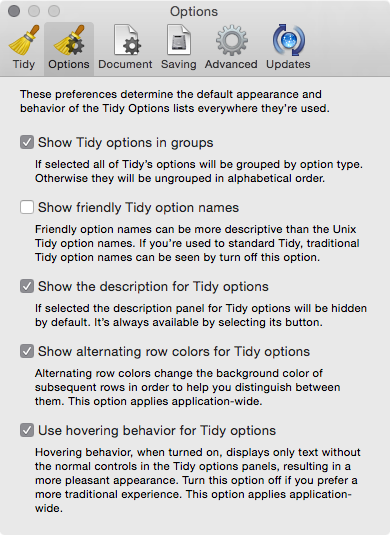 Options
Tidy Options Document Saving Advanced Updates
These preferences determine the default appearance and
behavior of the Tidy Options lists everywhere they're used.
Show Tidy options in groups
If selected all of Tidy's options will be grouped by option type.
Otherwise they will be ungrouped in alphabetical order.
Show friendly Tidy option names
Friendly option names can be more descriptive than the Unix
Tidy option names. If you're used to standard Tidy, traditional
Tidy option names can be seen by turn off this option.
Show the description for Tidy options
If selected the description panel for Tidy options will be hidden
by default. It's always available by selecting its button.
Show alternating row colors for Tidy options
Alternating row colors change the background color of
subsequent rows in order to help you distinguish between
them. This option applies application-wide.
Use hovering behavior for Tidy options
Hovering behavior, when turned on, displays only text without
the normal controls in the Tidy options panels, resulting in a
more pleasant appearance. Turn this option off if you prefer a
more traditional experience. This option applies application-
wide.